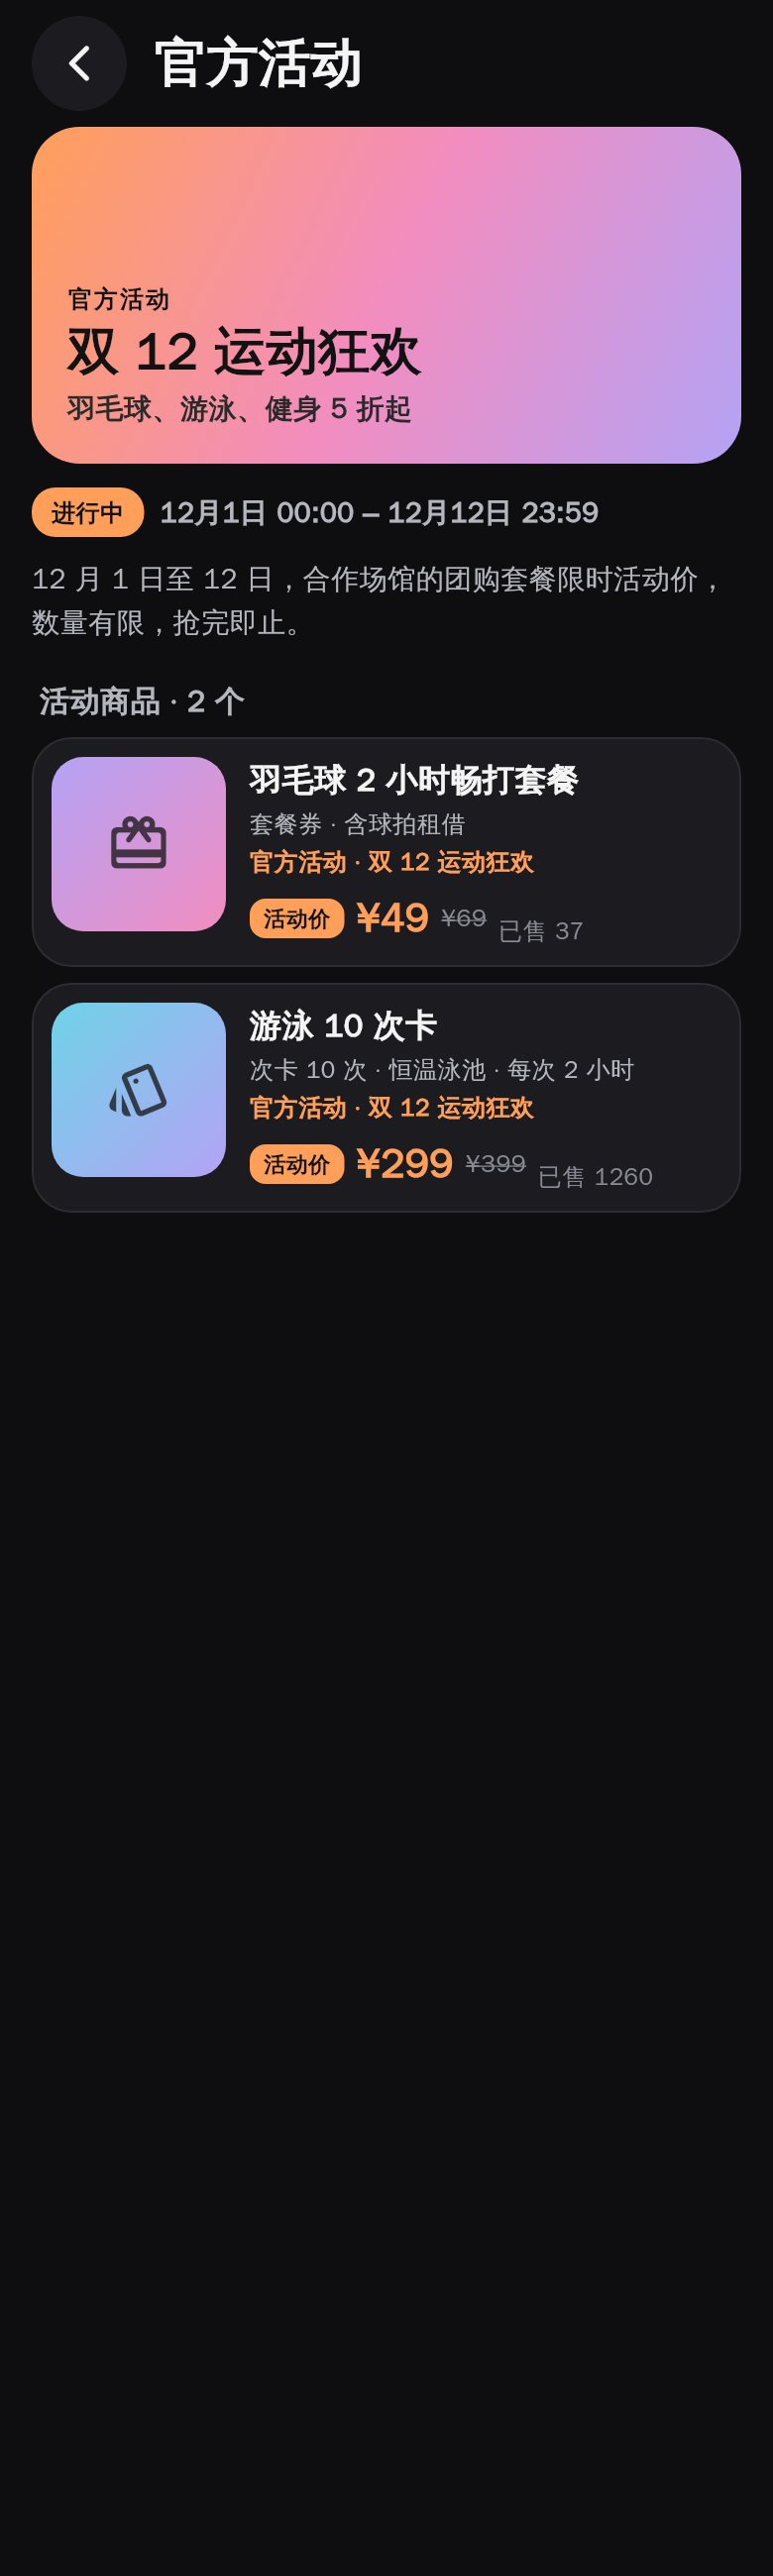 官方活动
官方活动
双 12 运动狂欢
羽毛球、游泳、健身 5 折起
进行中 12月1日 00:00 – 12月12日 23:59
12 月 1 日至 12 日，合作场馆的团购套餐限时活动价，
数量有限，抢完即止。
活动商品 · 2 个
羽毛球 2 小时畅打套餐
套餐券 · 含球拍租借
官方活动 · 双 12 运动狂欢
活动价 ¥49 ¥69 已售 37
游泳 10 次卡
次卡 10 次 · 恒温泳池 · 每次 2 小时
官方活动 · 双 12 运动狂欢
活动价 ¥299 ¥399 已售 1260